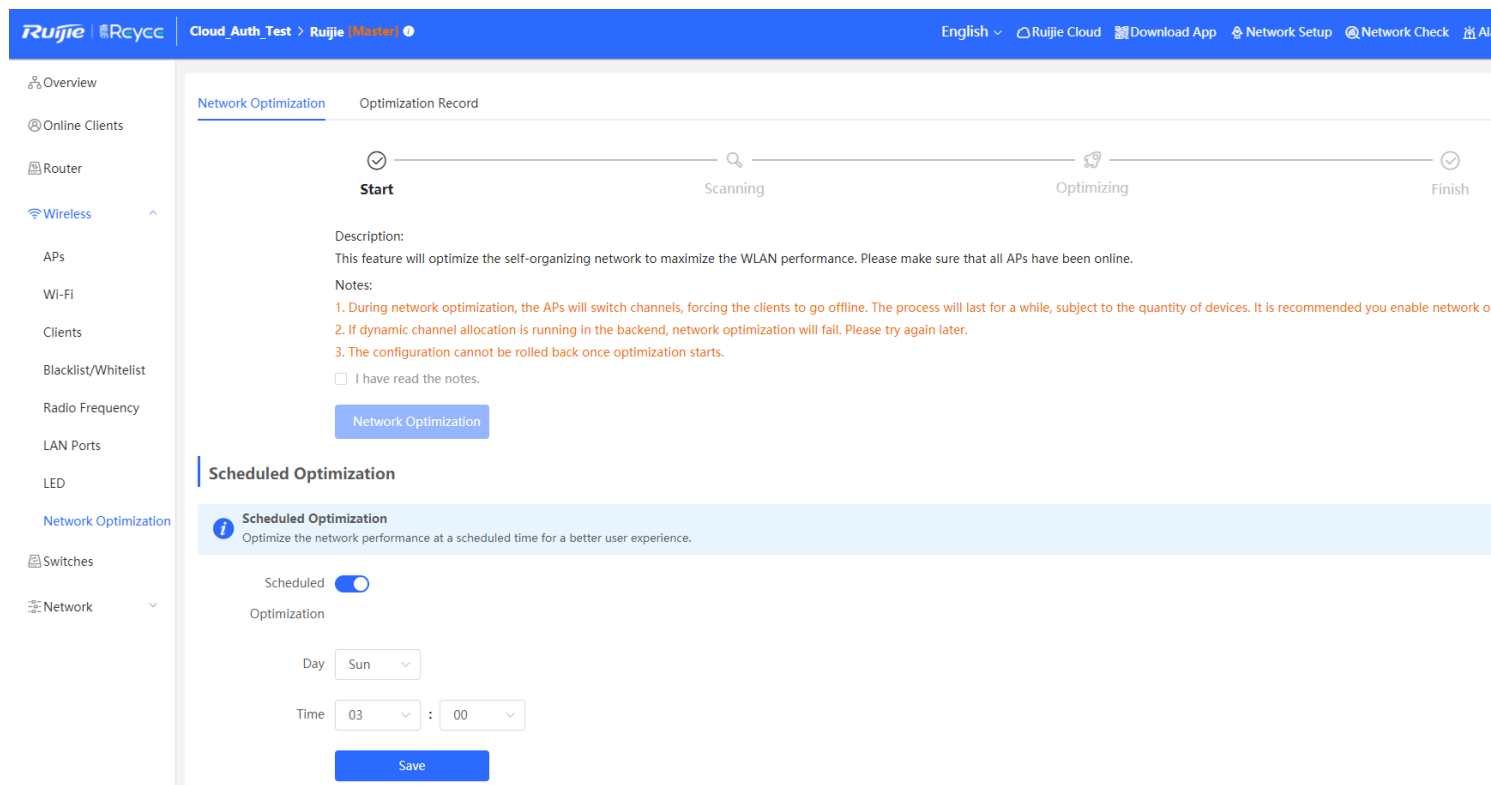 Ruijie | Rcycc
Cloud_Auth_Test > Ruijie [Master]
English
Ruijie Cloud
Download App
Network Setup
Network Check
Overview
Online Clients
Router
Wireless
APs
Wi-Fi
Clients
Blacklist/Whitelist
Radio Frequency
LAN Ports
LED
Network Optimization
Switches
Network
Network Optimization
Optimization Record
Start
Scanning
Optimizing
Finish
Description:
This feature will optimize the self-organizing network to maximize the WLAN performance. Please make sure that all APs have been online.
Notes:
1. During network optimization, the APs will switch channels, forcing the clients to go offline. The process will last for a while, subject to the quantity of devices. It is recommended you enable network o
2. If dynamic channel allocation is running in the backend, network optimization will fail. Please try again later.
3. The configuration cannot be rolled back once optimization starts.
I have read the notes.
Network Optimization
Scheduled Optimization
Scheduled Optimization
Optimize the network performance at a scheduled time for a better user experience.
Scheduled
Optimization
Day
Sun
Time
03 : 00
Save